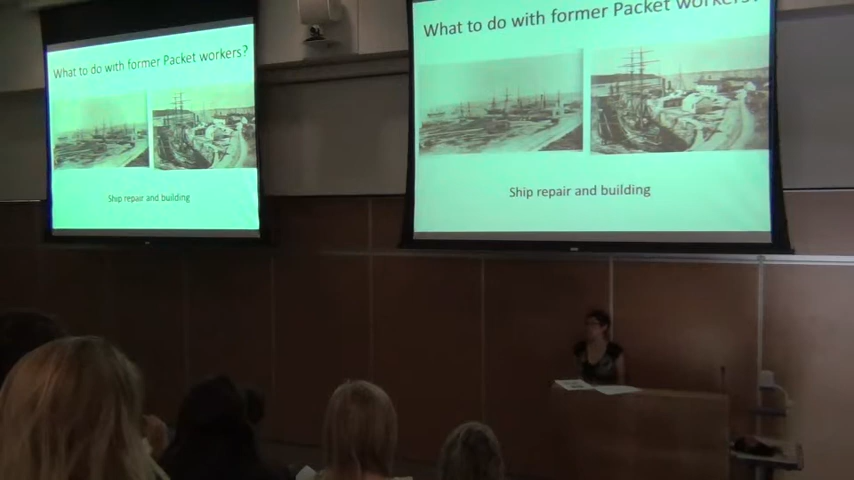 What to do with former Packet workers?
Ship repair and building
What to do with former Packet workers?
Ship repair and building